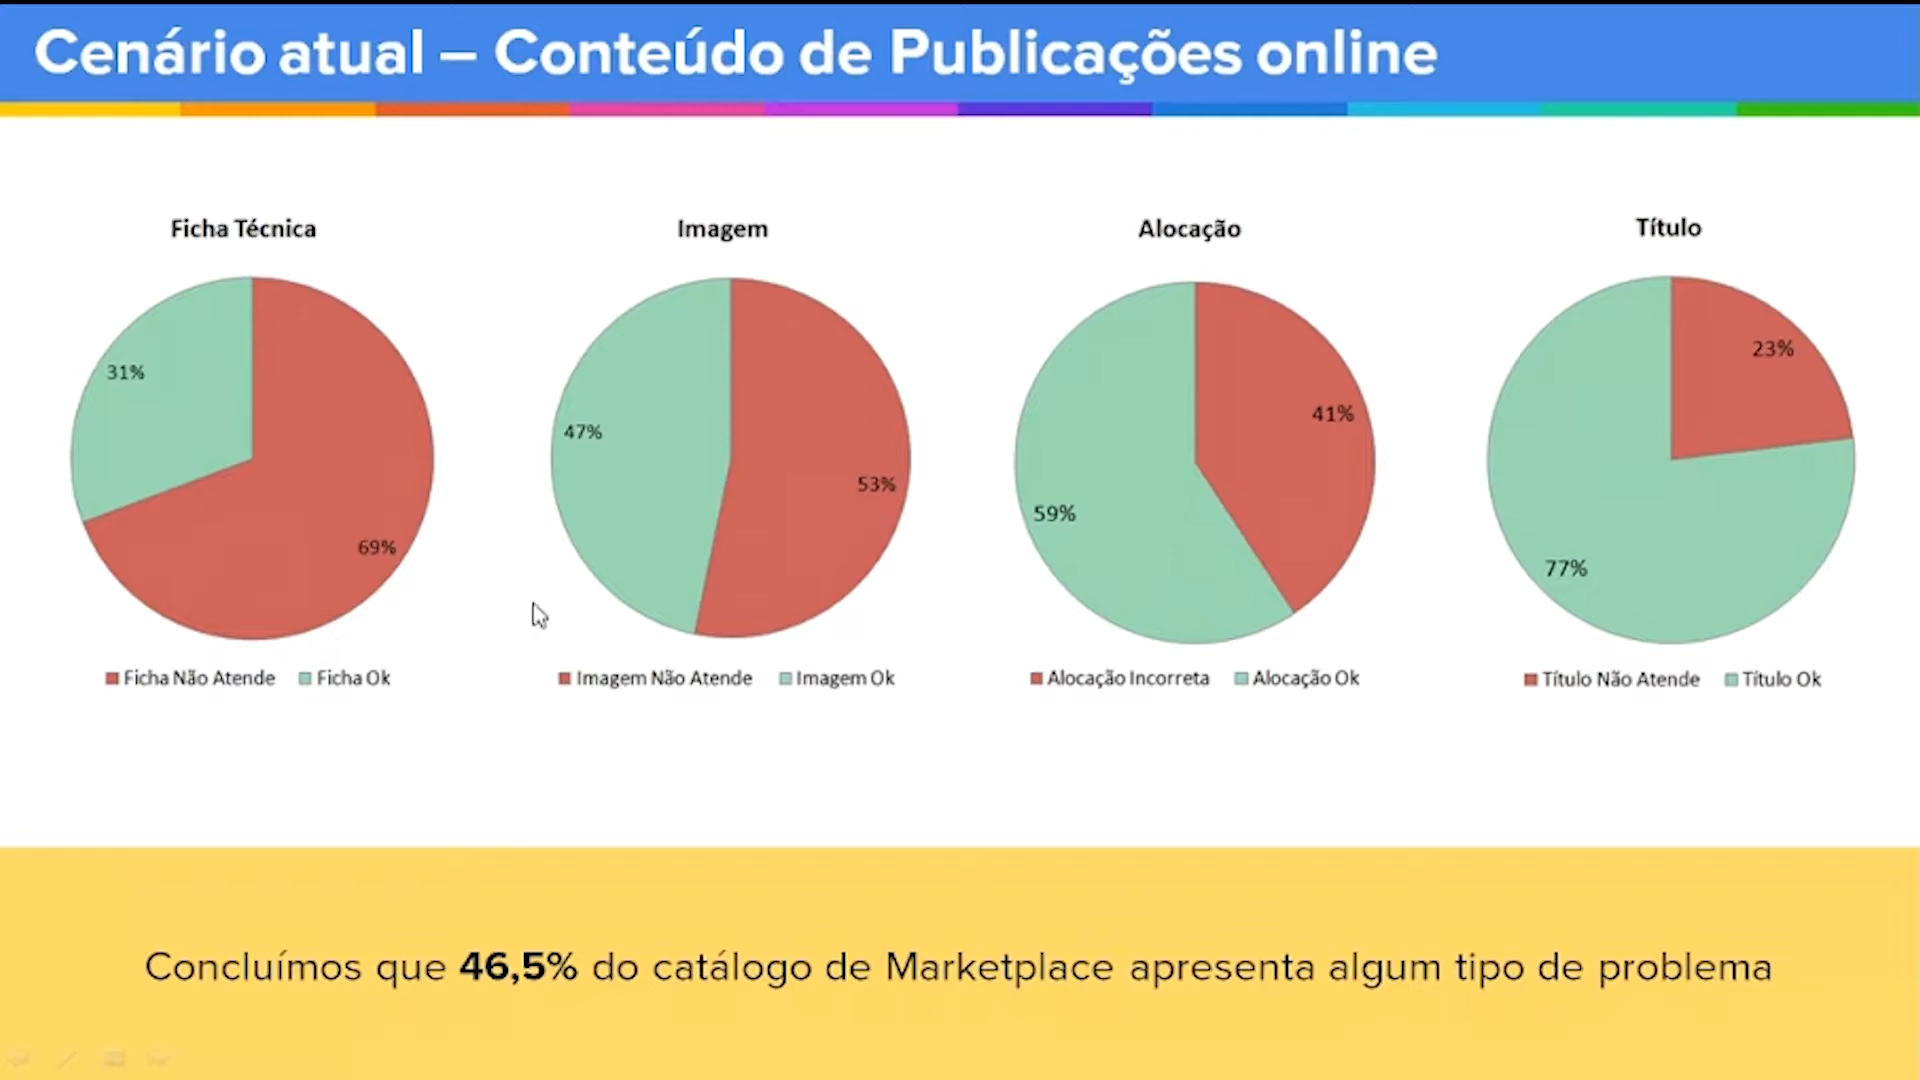 Cenário atual – Conteúdo de Publicações online
Ficha Técnica
31%
69%
Ficha Não Atende Ficha Ok
Imagem
47%
53%
Imagem Não Atende Imagem Ok
Alocação
41%
59%
Alocação Incorreta Alocação Ok
Título
23%
77%
Título Não Atende Título Ok
Concluímos que 46,5% do catálogo de Marketplace apresenta algum tipo de problema